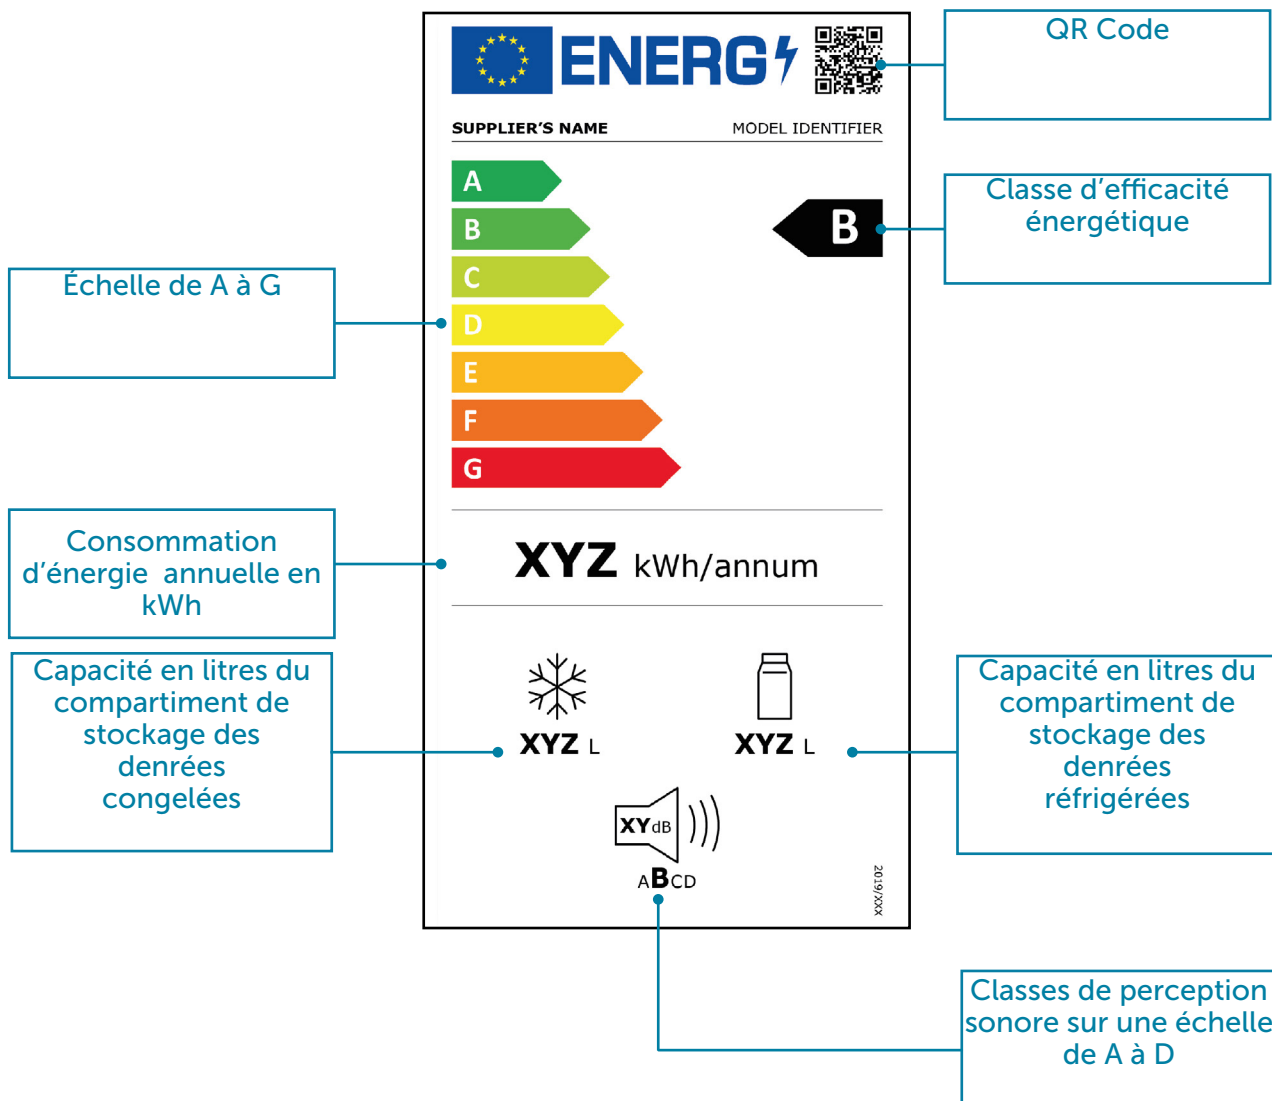 QR Code
ENERG
SUPPLIER'S NAME MODEL IDENTIFIER
A
B
C
D
E
F
G
B
Classe d’efficacité
énergétique
Échelle de A à G
Consommation
d’énergie annuelle en
kWh
XYZ kWh/annum
Capacité en litres du
compartiment de
stockage des
denrées
congelées
XYZ L
XYZ L
Capacité en litres du
compartiment de
stockage des
denrées
réfrigérées
XYdB
ABCD
2019/XXX
Classes de perception
sonore sur une échelle
de A à D